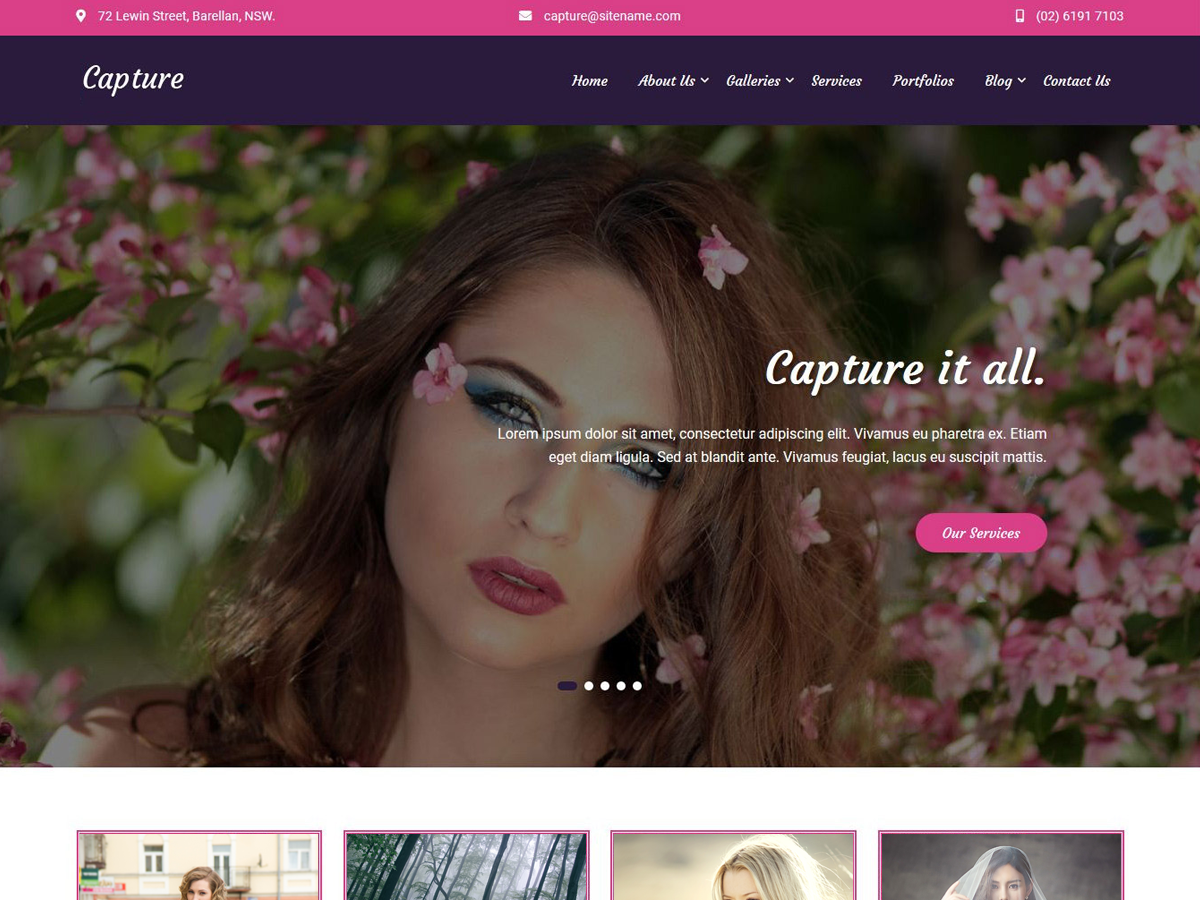 72 Lewin Street, Barellan, NSW.
capture@sitename.com
(02) 6191 7103
Capture
Home
About Us
Galleries
Services
Portfolios
Blog
Contact Us
Capture it all.
Lorem ipsum dolor sit amet, consectetur adipiscing elit. Vivamus eu pharetra ex. Etiam
eget diam ligula. Sed at blandit ante. Vivamus feugiat, lacus eu suscipit mattis.
Our Services